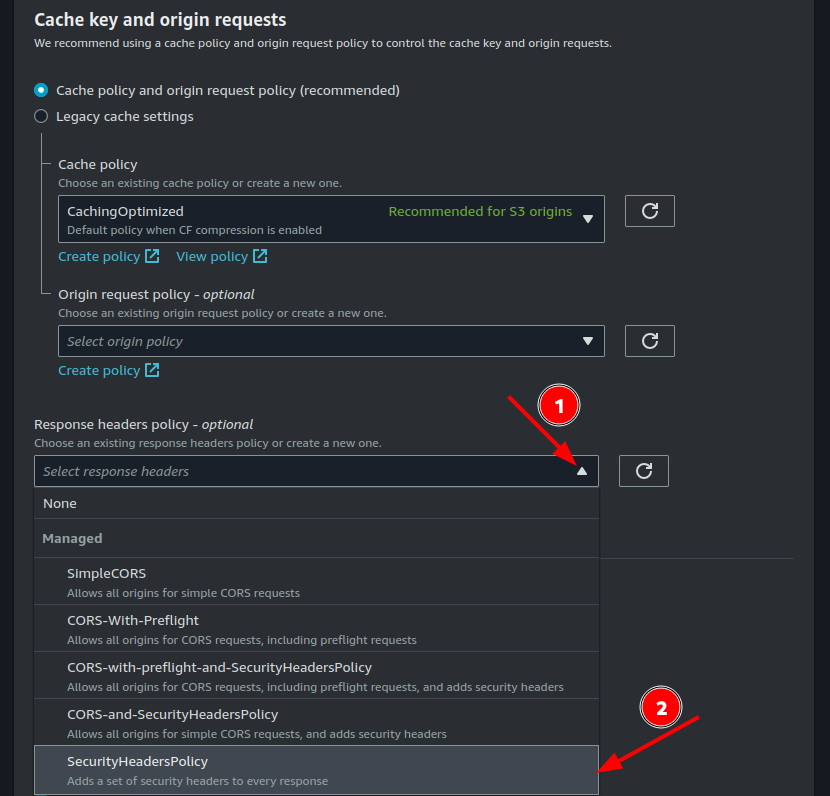 Cache key and origin requests
We recommend using a cache policy and origin request policy to control the cache key and origin requests.
Cache policy and origin request policy (recommended)
Legacy cache settings
Cache policy
Choose an existing cache policy or create a new one.
CachingOptimized Recommended for S3 origins
Default policy when CF compression is enabled
Create policy View policy
Origin request policy - optional
Choose an existing origin request policy or create a new one.
Select origin policy
Create policy
1
Response headers policy - optional
Choose an existing response headers policy or create a new one.
Select response headers
None
Managed
SimpleCORS
Allows all origins for simple CORS requests
CORS-With-Preflight
Allows all origins for CORS requests, including preflight requests
CORS-with-preflight-and-SecurityHeadersPolicy
Allows all origins for CORS requests, including preflight requests, and adds security headers
CORS-and-SecurityHeadersPolicy
Allows all origins for simple CORS requests, and adds security headers
2
SecurityHeadersPolicy
Adds a set of security headers to every response